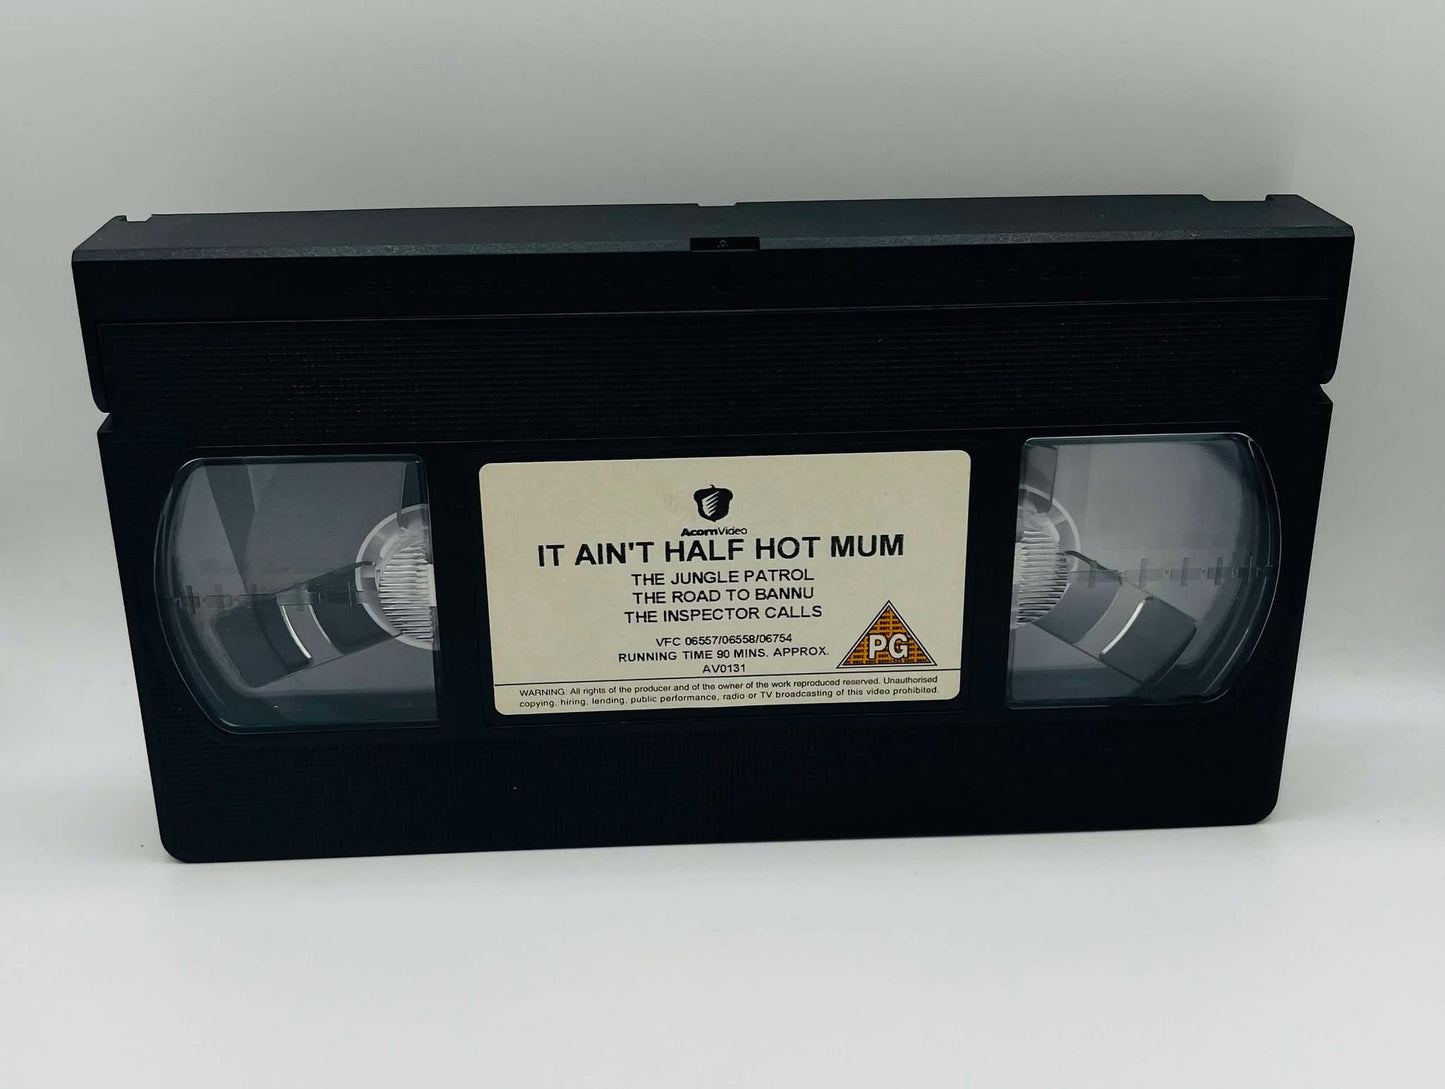 AcornVideo
IT AIN'T HALF HOT MUM
THE JUNGLE PATROL
THE ROAD TO BANNU
THE INSPECTOR CALLS
VFC 06557/06558/06754
RUNNING TIME 90 MINS. APPROX.
AV0131
PG
WARNING: All rights of the producer and of the owner of the work reproduced reserved. Unauthorised
copying, hiring, lending, public performance, radio or TV broadcasting of this video prohibited.